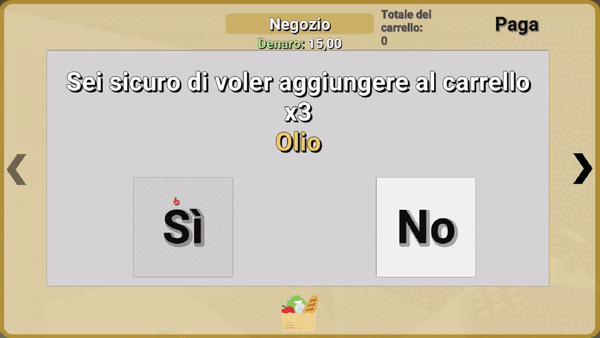 Negozio
Denaro: 15,00
Totale del
carrello:
0
Paga
Sei sicuro di voler aggiungere al carrello
x3
Olio
Sì
No